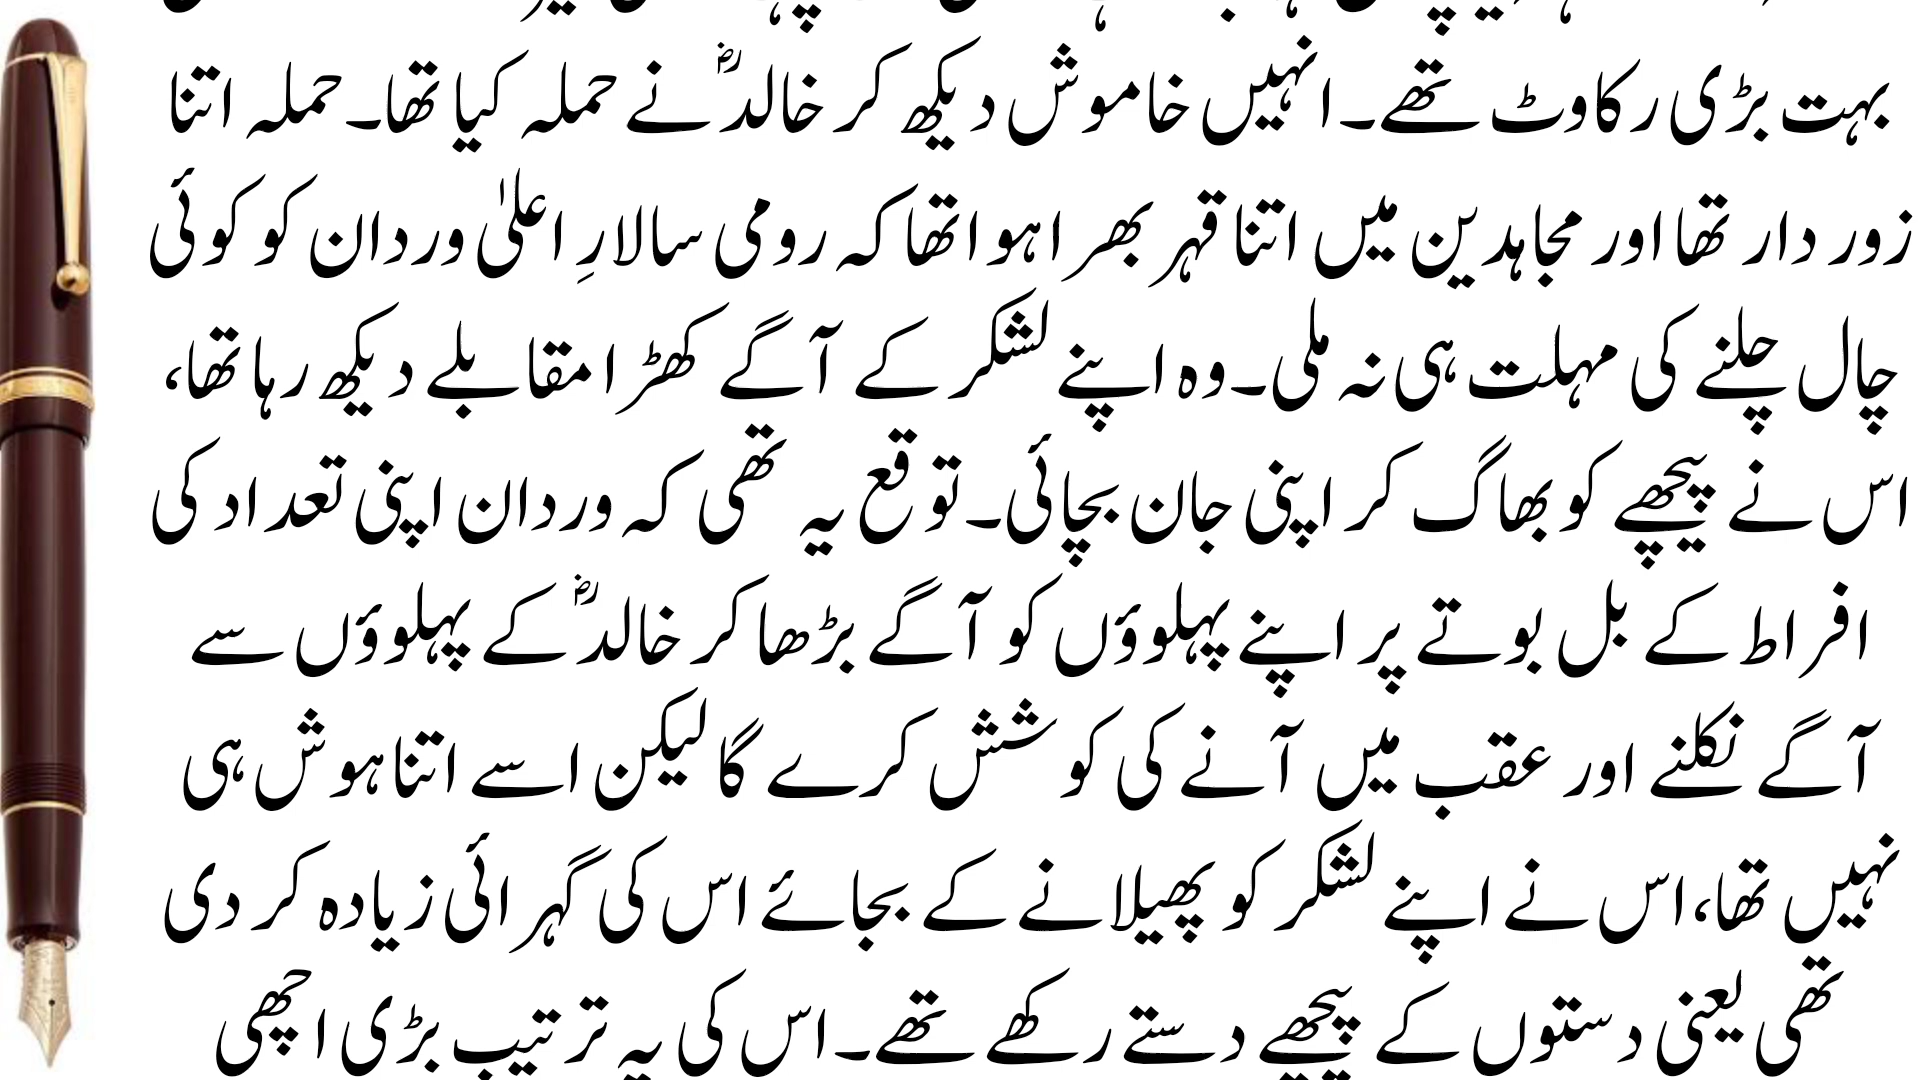 بہت بڑی رکاوٹ تھے۔ انہیں خاموش دیکھ کر خالدؓ نے حملہ کیا تھا۔ حملہ اتنا
زور دار تھا اور مجاہدین میں اتنا قہر بھرا ہوا تھا کہ رومی سالارِ اعلیٰ وردان کو کوئی
چال چلنے کی مہلت ہی نہ ملی۔ وہ اپنے لشکر کے آگے کھڑا مقابلے دیکھ رہا تھا،
اس نے پیچھے کو بھاگ کر اپنی جان بچائی۔ توقع یہ تھی کہ وردان اپنی تعداد کی
افراط کے بل بوتے پر اپنے پہلوؤں کو آگے بڑھا کر خالدؓ کے پہلوؤں سے
آگے نکلنے اور عقب میں آنے کی کوشش کرے گا لیکن اسے اتنا ہوش ہی
نہیں تھا، اس نے اپنے لشکر کو پھیلانے کے بجائے اس کی گہرائی زیادہ کر دی
تھی یعنی دستوں کے پیچھے دستے رکھے تھے۔ اس کی یہ ترتیب بڑی اچھی